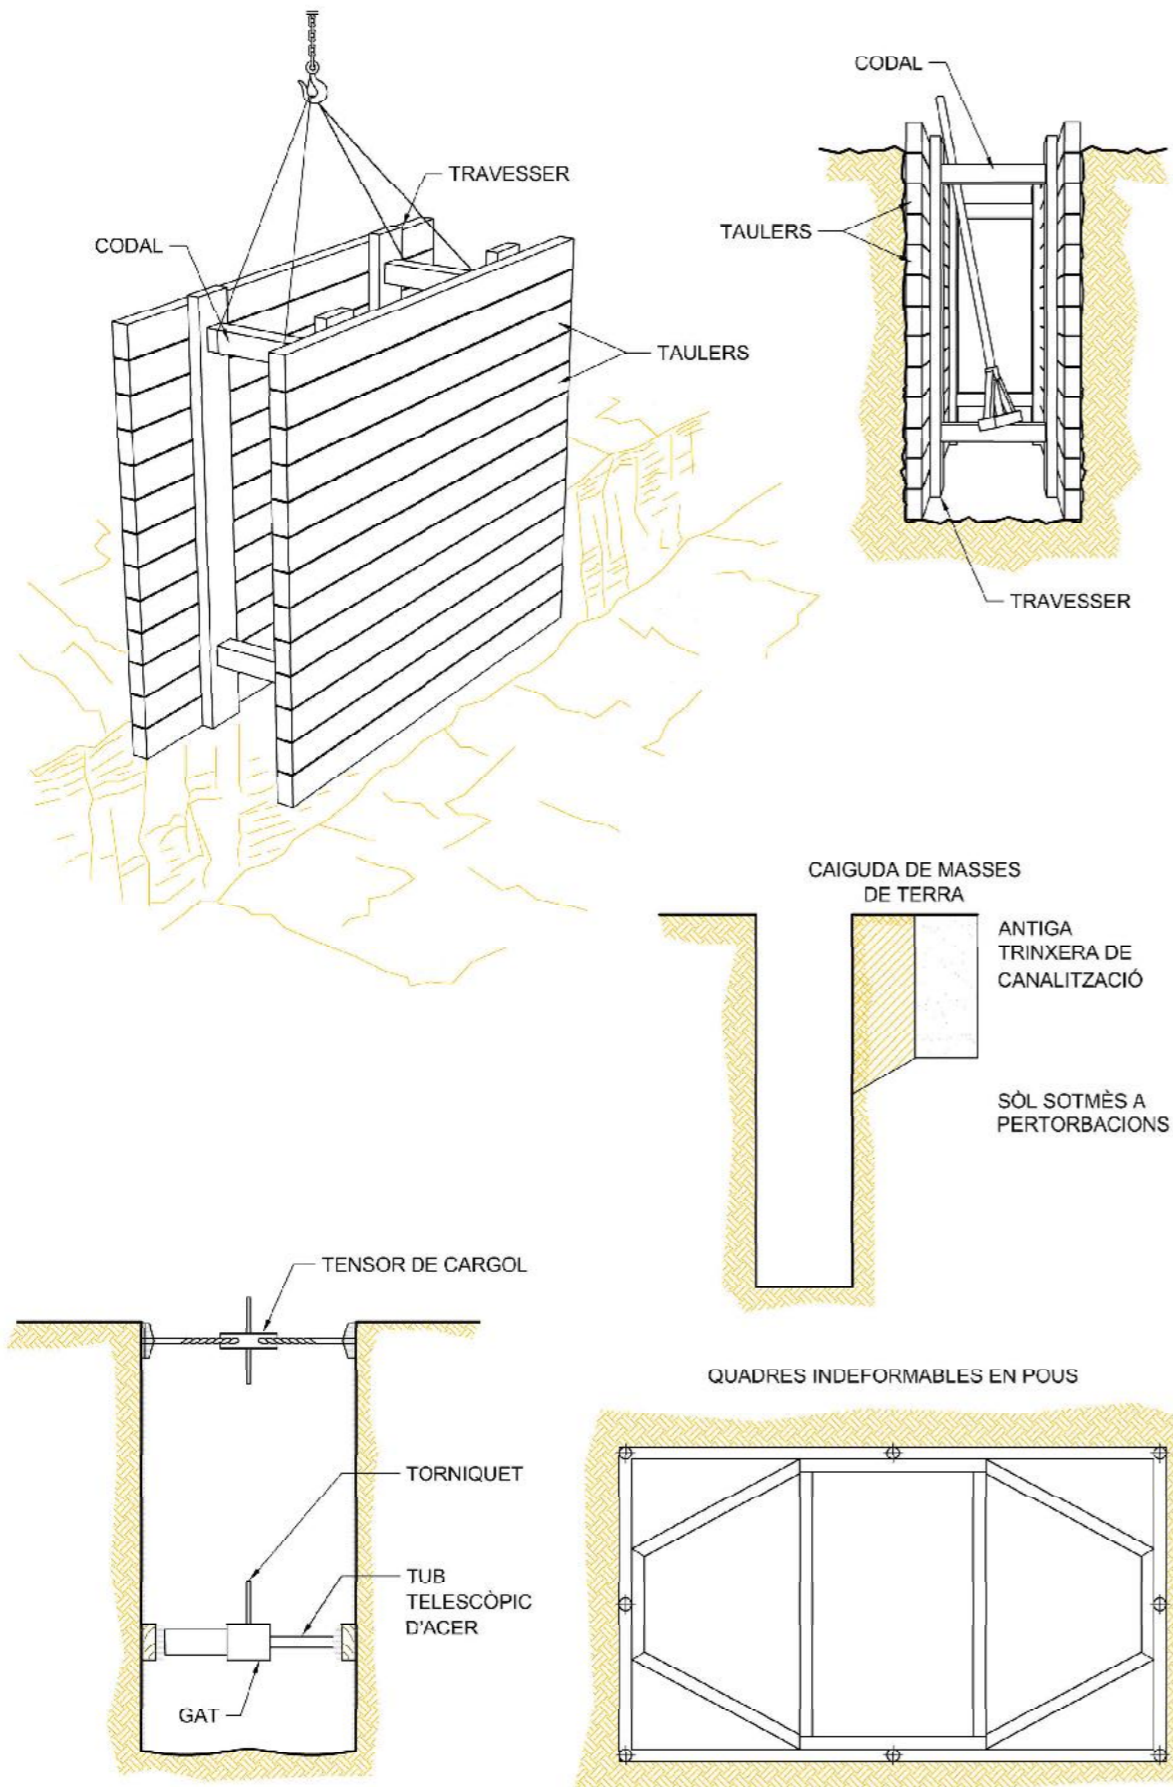 CODAL
TRAVESSER
CODAL
TAULERS
TAULERS
TRAVESSER
CAIGUDA DE MASSES
DE TERRA
ANTIGA
TRINXERA DE
CANALITZACIÓ
SÒL SOTMÈS A
PERTORBACIONS
TENSOR DE CARGOL
TORNIQUET
TUB
TELESCÒPIC
D'ACER
GAT
QUADRES INDEFORMABLES EN POUS